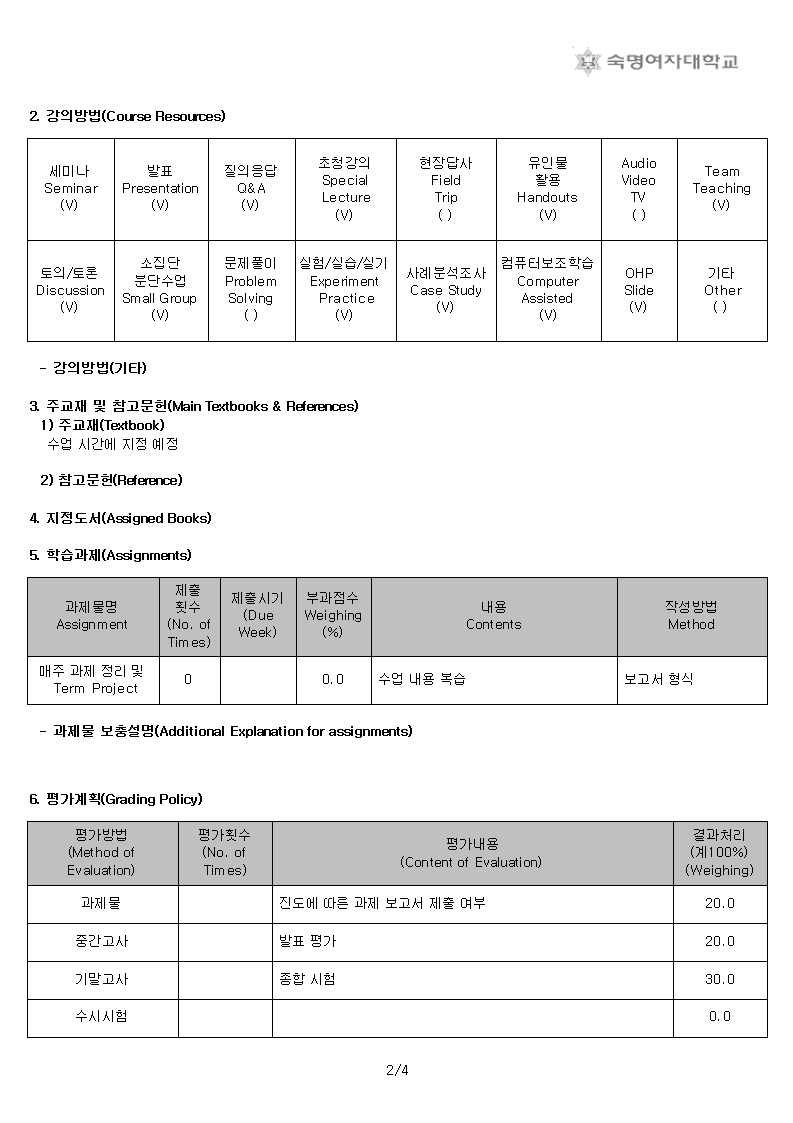 숙명여자대학교
2. 강의방법(Course Resources)
세미나 Seminar (V)
발표 Presentation (V)
질의응답 Q&A (V)
초청강의 Special Lecture (V)
현장답사 Field Trip ( )
유인물 활용 Handouts (V)
Audio Video TV ( )
Team Teaching (V)
토의/토론 Discussion (V)
소집단 분단수업 Small Group (V)
문제풀이 Problem Solving ( )
실험/실습/실기 Experiment Practice (V)
사례분석조사 Case Study (V)
컴퓨터보조학습 Computer Assisted (V)
OHP Slide (V)
기타 Other ( )
- 강의방법(기타)
3. 주교재 및 참고문헌(Main Textbooks & References)
1) 주교재(Textbook)
수업 시간에 지정 예정
2) 참고문헌(Reference)
4. 지정도서(Assigned Books)
5. 학습과제(Assignments)
과제물명 Assignment
제출 횟수 (No. of Times)
제출시기 (Due Week)
부과점수 Weighing (%)
내용 Contents
작성방법 Method
매주 과제 정리 및 Term Project
0
0.0
수업 내용 복습
보고서 형식
- 과제물 보충설명(Additional Explanation for assignments)
6. 평가계획(Grading Policy)
평가방법 (Method of Evaluation)
평가횟수 (No. of Times)
평가내용 (Content of Evaluation)
결과처리 (계100%) (Weighing)
과제물
진도에 따른 과제 보고서 제출 여부
20.0
중간고사
발표 평가
20.0
기말고사
종합 시험
30.0
수시시험
0.0
2/4